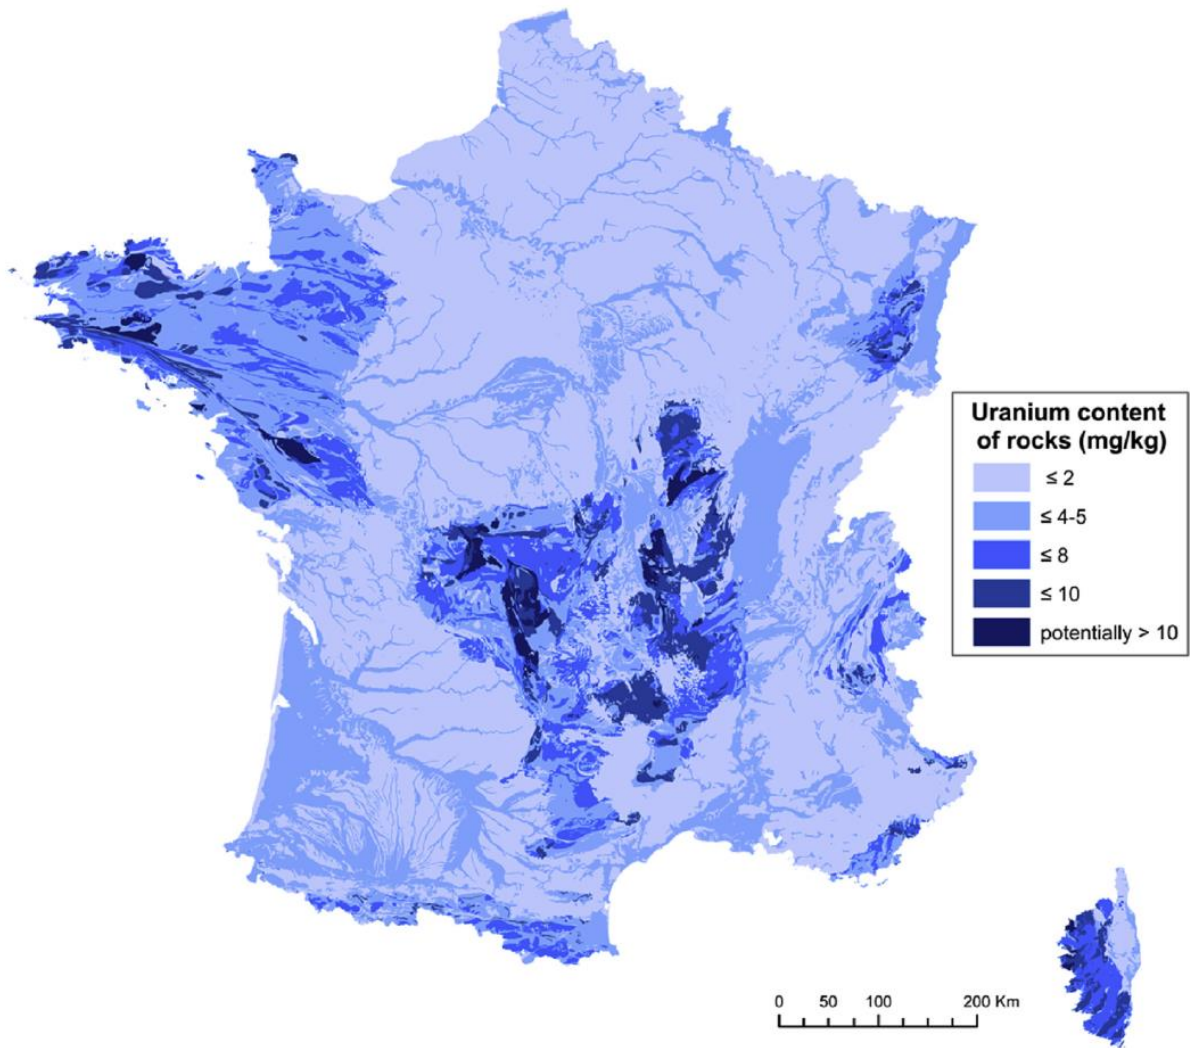 Uranium content
of rocks (mg/kg)
≤ 2
≤ 4-5
≤ 8
≤ 10
potentially > 10
0 50 100 200 Km